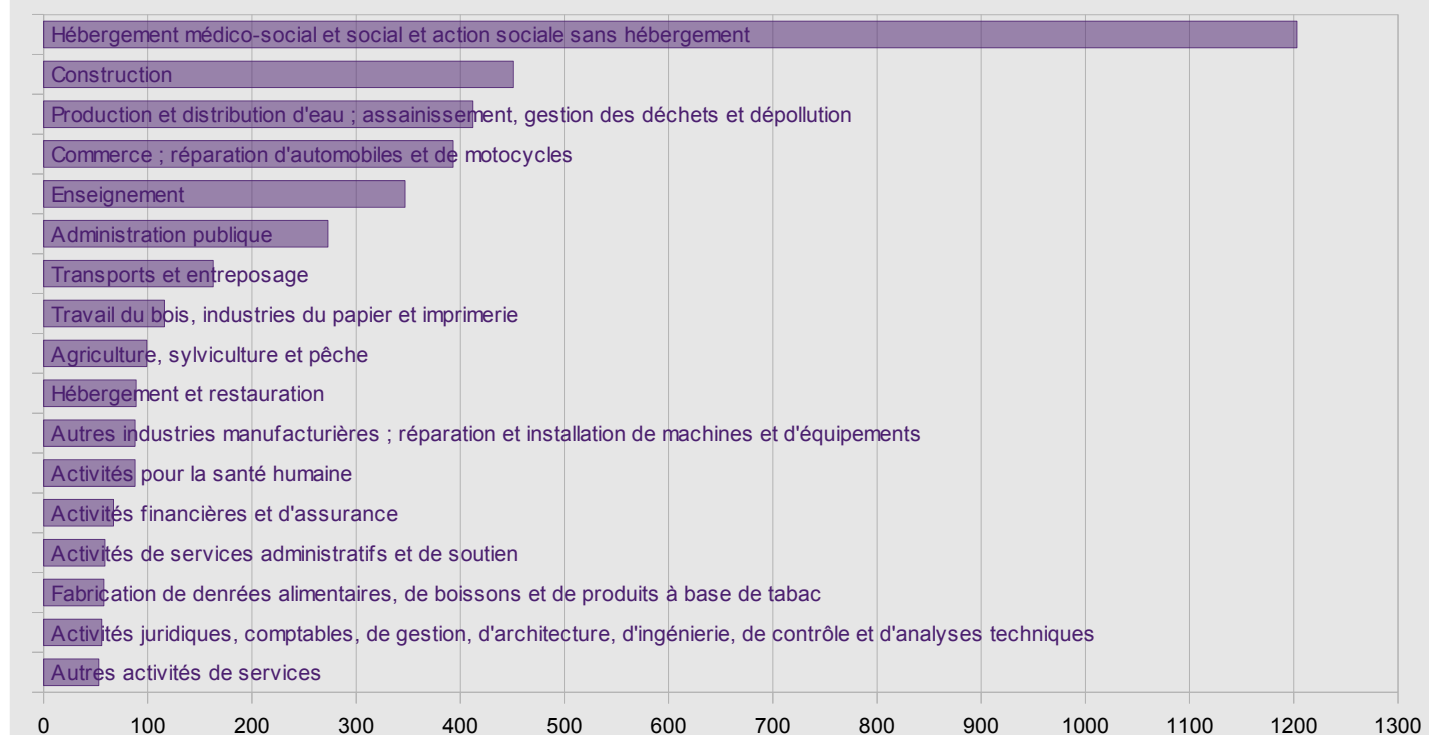 Hébergement médico-social et social et action sociale sans hébergement
Construction
Production et distribution d'eau ; assainissement, gestion des déchets et dépollution
Commerce ; réparation d'automobiles et de motocycles
Enseignement
Administration publique
Transports et entreposage
Travail du bois, industries du papier et imprimerie
Agriculture, sylviculture et pêche
Hébergement et restauration
Autres industries manufacturières ; réparation et installation de machines et d'équipements
Activités pour la santé humaine
Activités financières et d'assurance
Activités de services administratifs et de soutien
Fabrication de denrées alimentaires, de boissons et de produits à base de tabac
Activités juridiques, comptables, de gestion, d'architecture, d'ingénierie, de contrôle et d'analyses techniques
Autres activités de services
0 100 200 300 400 500 600 700 800 900 1000 1100 1200 1300